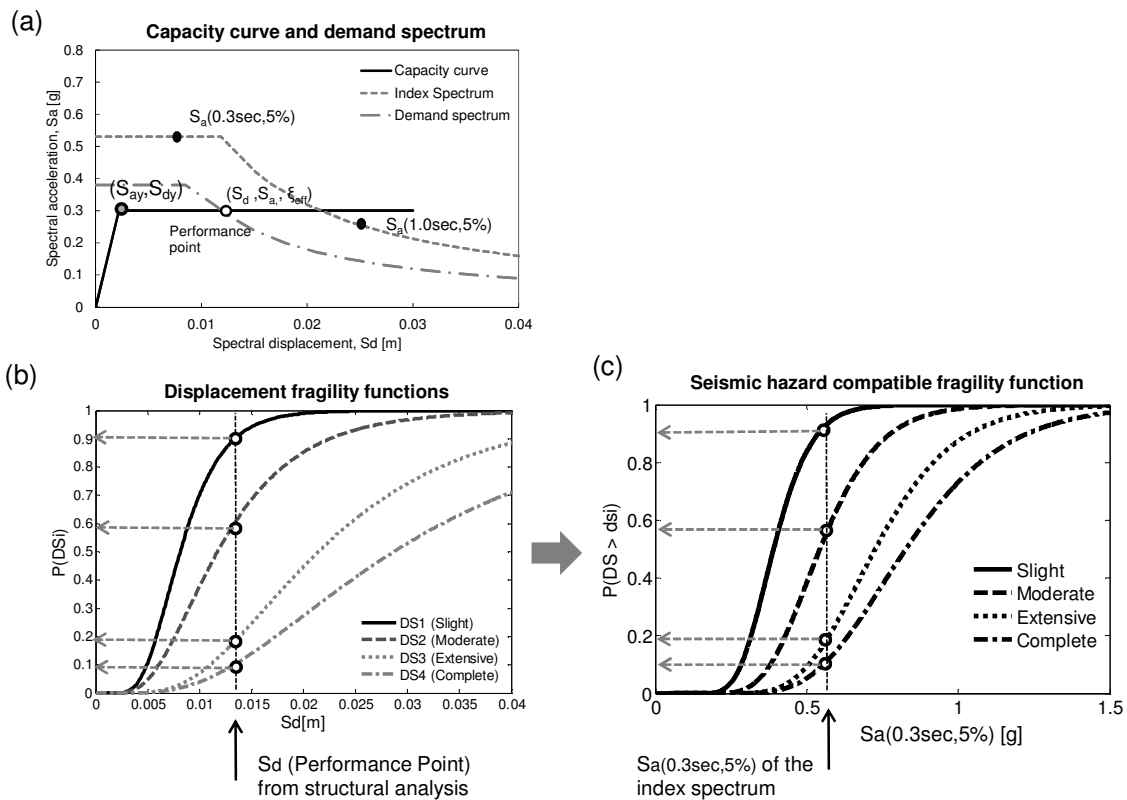 (a)
Capacity curve and demand spectrum
0.8
0.7
0.6
0.5
0.4
0.3
0.2
0.1
0
Spectral acceleration, Sa [g]
Capacity curve
Index Spectrum
Demand spectrum
Sa(0.3sec,5%)
(Say,Sdy)
(Sd ,Sa, ξeff)
Performance
point
Sa(1.0sec,5%)
0 0.01 0.02 0.03 0.04
Spectral displacement, Sd [m]
(b)
Displacement fragility functions
1
0.9
0.8
0.7
0.6
0.5
0.4
0.3
0.2
0.1
0
P(DSi)
DS1 (Slight)
DS2 (Moderate)
DS3 (Extensive)
DS4 (Complete)
0 0.005 0.01 0.015 0.02 0.025 0.03 0.035 0.04
Sd[m]
Sd (Performance Point)
from structural analysis
(c)
Seismic hazard compatible fragility function
1
0.8
0.6
0.4
0.2
0
P(DS > dsi)
Slight
Moderate
Extensive
Complete
0 0.5 1 1.5
Sa(0.3sec,5%) [g]
Sa(0.3sec,5%) of the
index spectrum